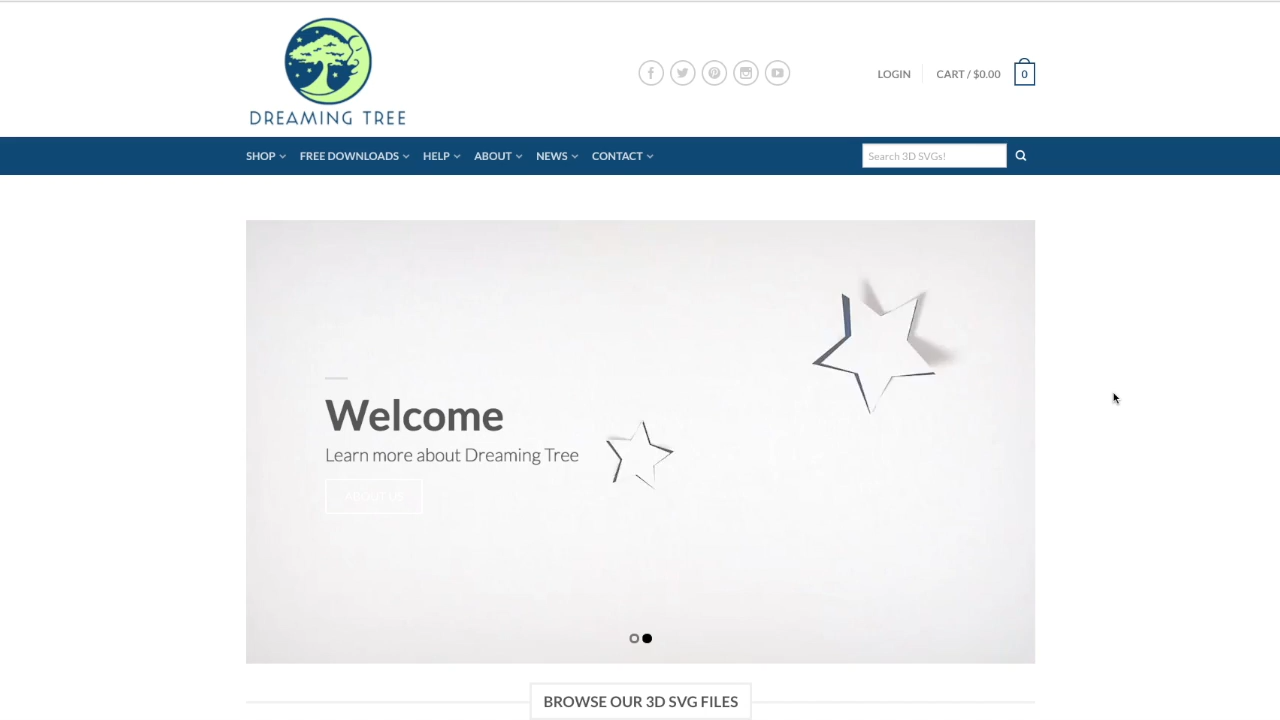 DREAMING TREE
LOGIN
CART / $0.00
0
SHOP
FREE DOWNLOADS
HELP
ABOUT
NEWS
CONTACT
Search 3D SVGs!
Welcome
Learn more about Dreaming Tree
ABOUT US
BROWSE OUR 3D SVG FILES